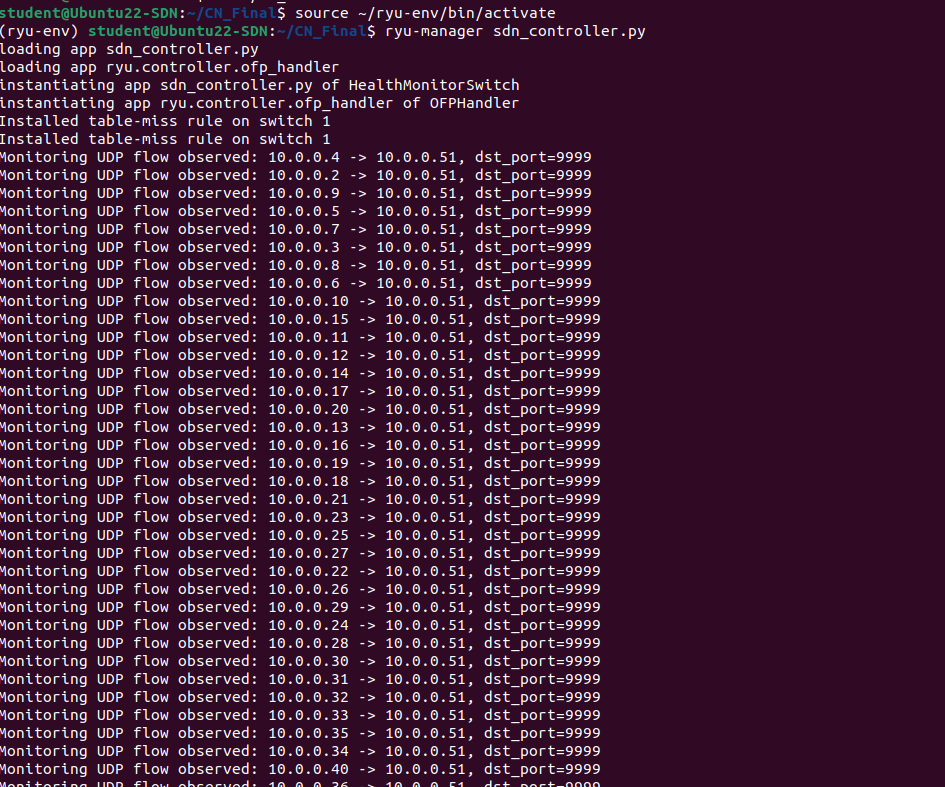 student@Ubuntu22-SDN:~/CN_Final$ source ~/ryu-env/bin/activate
(ryu-env) student@Ubuntu22-SDN:~/CN_Final$ ryu-manager sdn_controller.py
loading app sdn_controller.py
loading app ryu.controller.ofp_handler
instantiating app sdn_controller.py of HealthMonitorSwitch
instantiating app ryu.controller.ofp_handler of OFPHandler
Installed table-miss rule on switch 1
Installed table-miss rule on switch 1
Monitoring UDP flow observed: 10.0.0.4 -> 10.0.0.51, dst_port=9999
Monitoring UDP flow observed: 10.0.0.2 -> 10.0.0.51, dst_port=9999
Monitoring UDP flow observed: 10.0.0.9 -> 10.0.0.51, dst_port=9999
Monitoring UDP flow observed: 10.0.0.5 -> 10.0.0.51, dst_port=9999
Monitoring UDP flow observed: 10.0.0.7 -> 10.0.0.51, dst_port=9999
Monitoring UDP flow observed: 10.0.0.3 -> 10.0.0.51, dst_port=9999
Monitoring UDP flow observed: 10.0.0.8 -> 10.0.0.51, dst_port=9999
Monitoring UDP flow observed: 10.0.0.6 -> 10.0.0.51, dst_port=9999
Monitoring UDP flow observed: 10.0.0.10 -> 10.0.0.51, dst_port=9999
Monitoring UDP flow observed: 10.0.0.15 -> 10.0.0.51, dst_port=9999
Monitoring UDP flow observed: 10.0.0.11 -> 10.0.0.51, dst_port=9999
Monitoring UDP flow observed: 10.0.0.12 -> 10.0.0.51, dst_port=9999
Monitoring UDP flow observed: 10.0.0.14 -> 10.0.0.51, dst_port=9999
Monitoring UDP flow observed: 10.0.0.17 -> 10.0.0.51, dst_port=9999
Monitoring UDP flow observed: 10.0.0.20 -> 10.0.0.51, dst_port=9999
Monitoring UDP flow observed: 10.0.0.13 -> 10.0.0.51, dst_port=9999
Monitoring UDP flow observed: 10.0.0.16 -> 10.0.0.51, dst_port=9999
Monitoring UDP flow observed: 10.0.0.19 -> 10.0.0.51, dst_port=9999
Monitoring UDP flow observed: 10.0.0.18 -> 10.0.0.51, dst_port=9999
Monitoring UDP flow observed: 10.0.0.21 -> 10.0.0.51, dst_port=9999
Monitoring UDP flow observed: 10.0.0.23 -> 10.0.0.51, dst_port=9999
Monitoring UDP flow observed: 10.0.0.25 -> 10.0.0.51, dst_port=9999
Monitoring UDP flow observed: 10.0.0.27 -> 10.0.0.51, dst_port=9999
Monitoring UDP flow observed: 10.0.0.22 -> 10.0.0.51, dst_port=9999
Monitoring UDP flow observed: 10.0.0.26 -> 10.0.0.51, dst_port=9999
Monitoring UDP flow observed: 10.0.0.29 -> 10.0.0.51, dst_port=9999
Monitoring UDP flow observed: 10.0.0.24 -> 10.0.0.51, dst_port=9999
Monitoring UDP flow observed: 10.0.0.28 -> 10.0.0.51, dst_port=9999
Monitoring UDP flow observed: 10.0.0.30 -> 10.0.0.51, dst_port=9999
Monitoring UDP flow observed: 10.0.0.31 -> 10.0.0.51, dst_port=9999
Monitoring UDP flow observed: 10.0.0.32 -> 10.0.0.51, dst_port=9999
Monitoring UDP flow observed: 10.0.0.33 -> 10.0.0.51, dst_port=9999
Monitoring UDP flow observed: 10.0.0.35 -> 10.0.0.51, dst_port=9999
Monitoring UDP flow observed: 10.0.0.34 -> 10.0.0.51, dst_port=9999
Monitoring UDP flow observed: 10.0.0.40 -> 10.0.0.51, dst_port=9999
Monitoring UDP flow observed: 10.0.0.36 -> 10.0.0.51, dst_port=9999